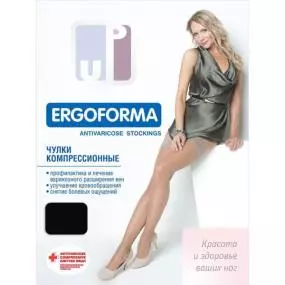 up
ERGOFORMA
ANTIVARICOSE STOCKINGS
ЧУЛКИ
КОМПРЕССИОННЫЕ
• профилактика и лечение
варикозного расширения вен
• улучшение кровообращения
• снятие болевых ощущений
Красота
и здоровье
ваших ног